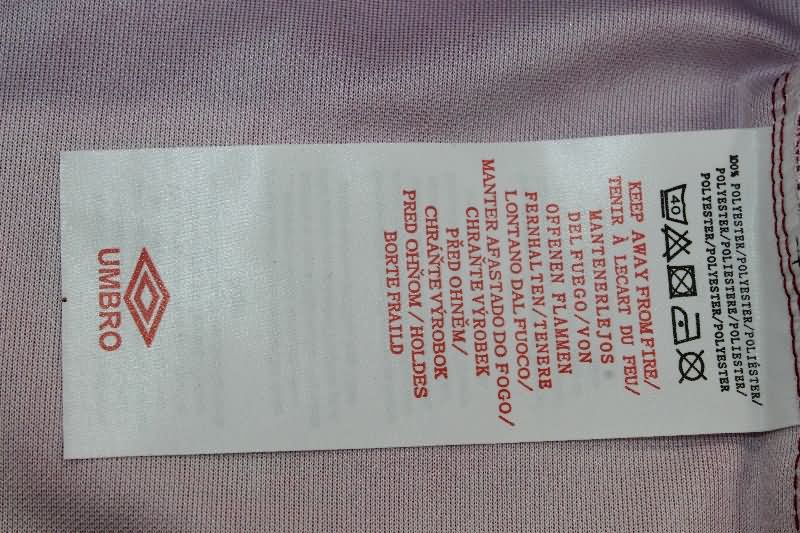 100% POLYESTER/POLYESTER/POLIÉSTER/
POLYESTER/POLIESTERE/POLIESTER/
POLYESTER/POLYESTER/POLYESTER
40
KEEP AWAY FROM FIRE/
TENIR À LECART DU FEU/
MANTENERLEJOS
DEL FUEGO/VON
OFFENEN FLAMMEN
FERNHALTEN/TENERE
LONTANO DAL FUOCO/
MANTER AFASTADO DO FOGO/
CHRAŇTE VÝROBEK
PŘED OHNĚM/
CHRÁŇTE VÝROBOK
PRED OHŇOM/HOLDES
BORTE FRAILD
UMBRO